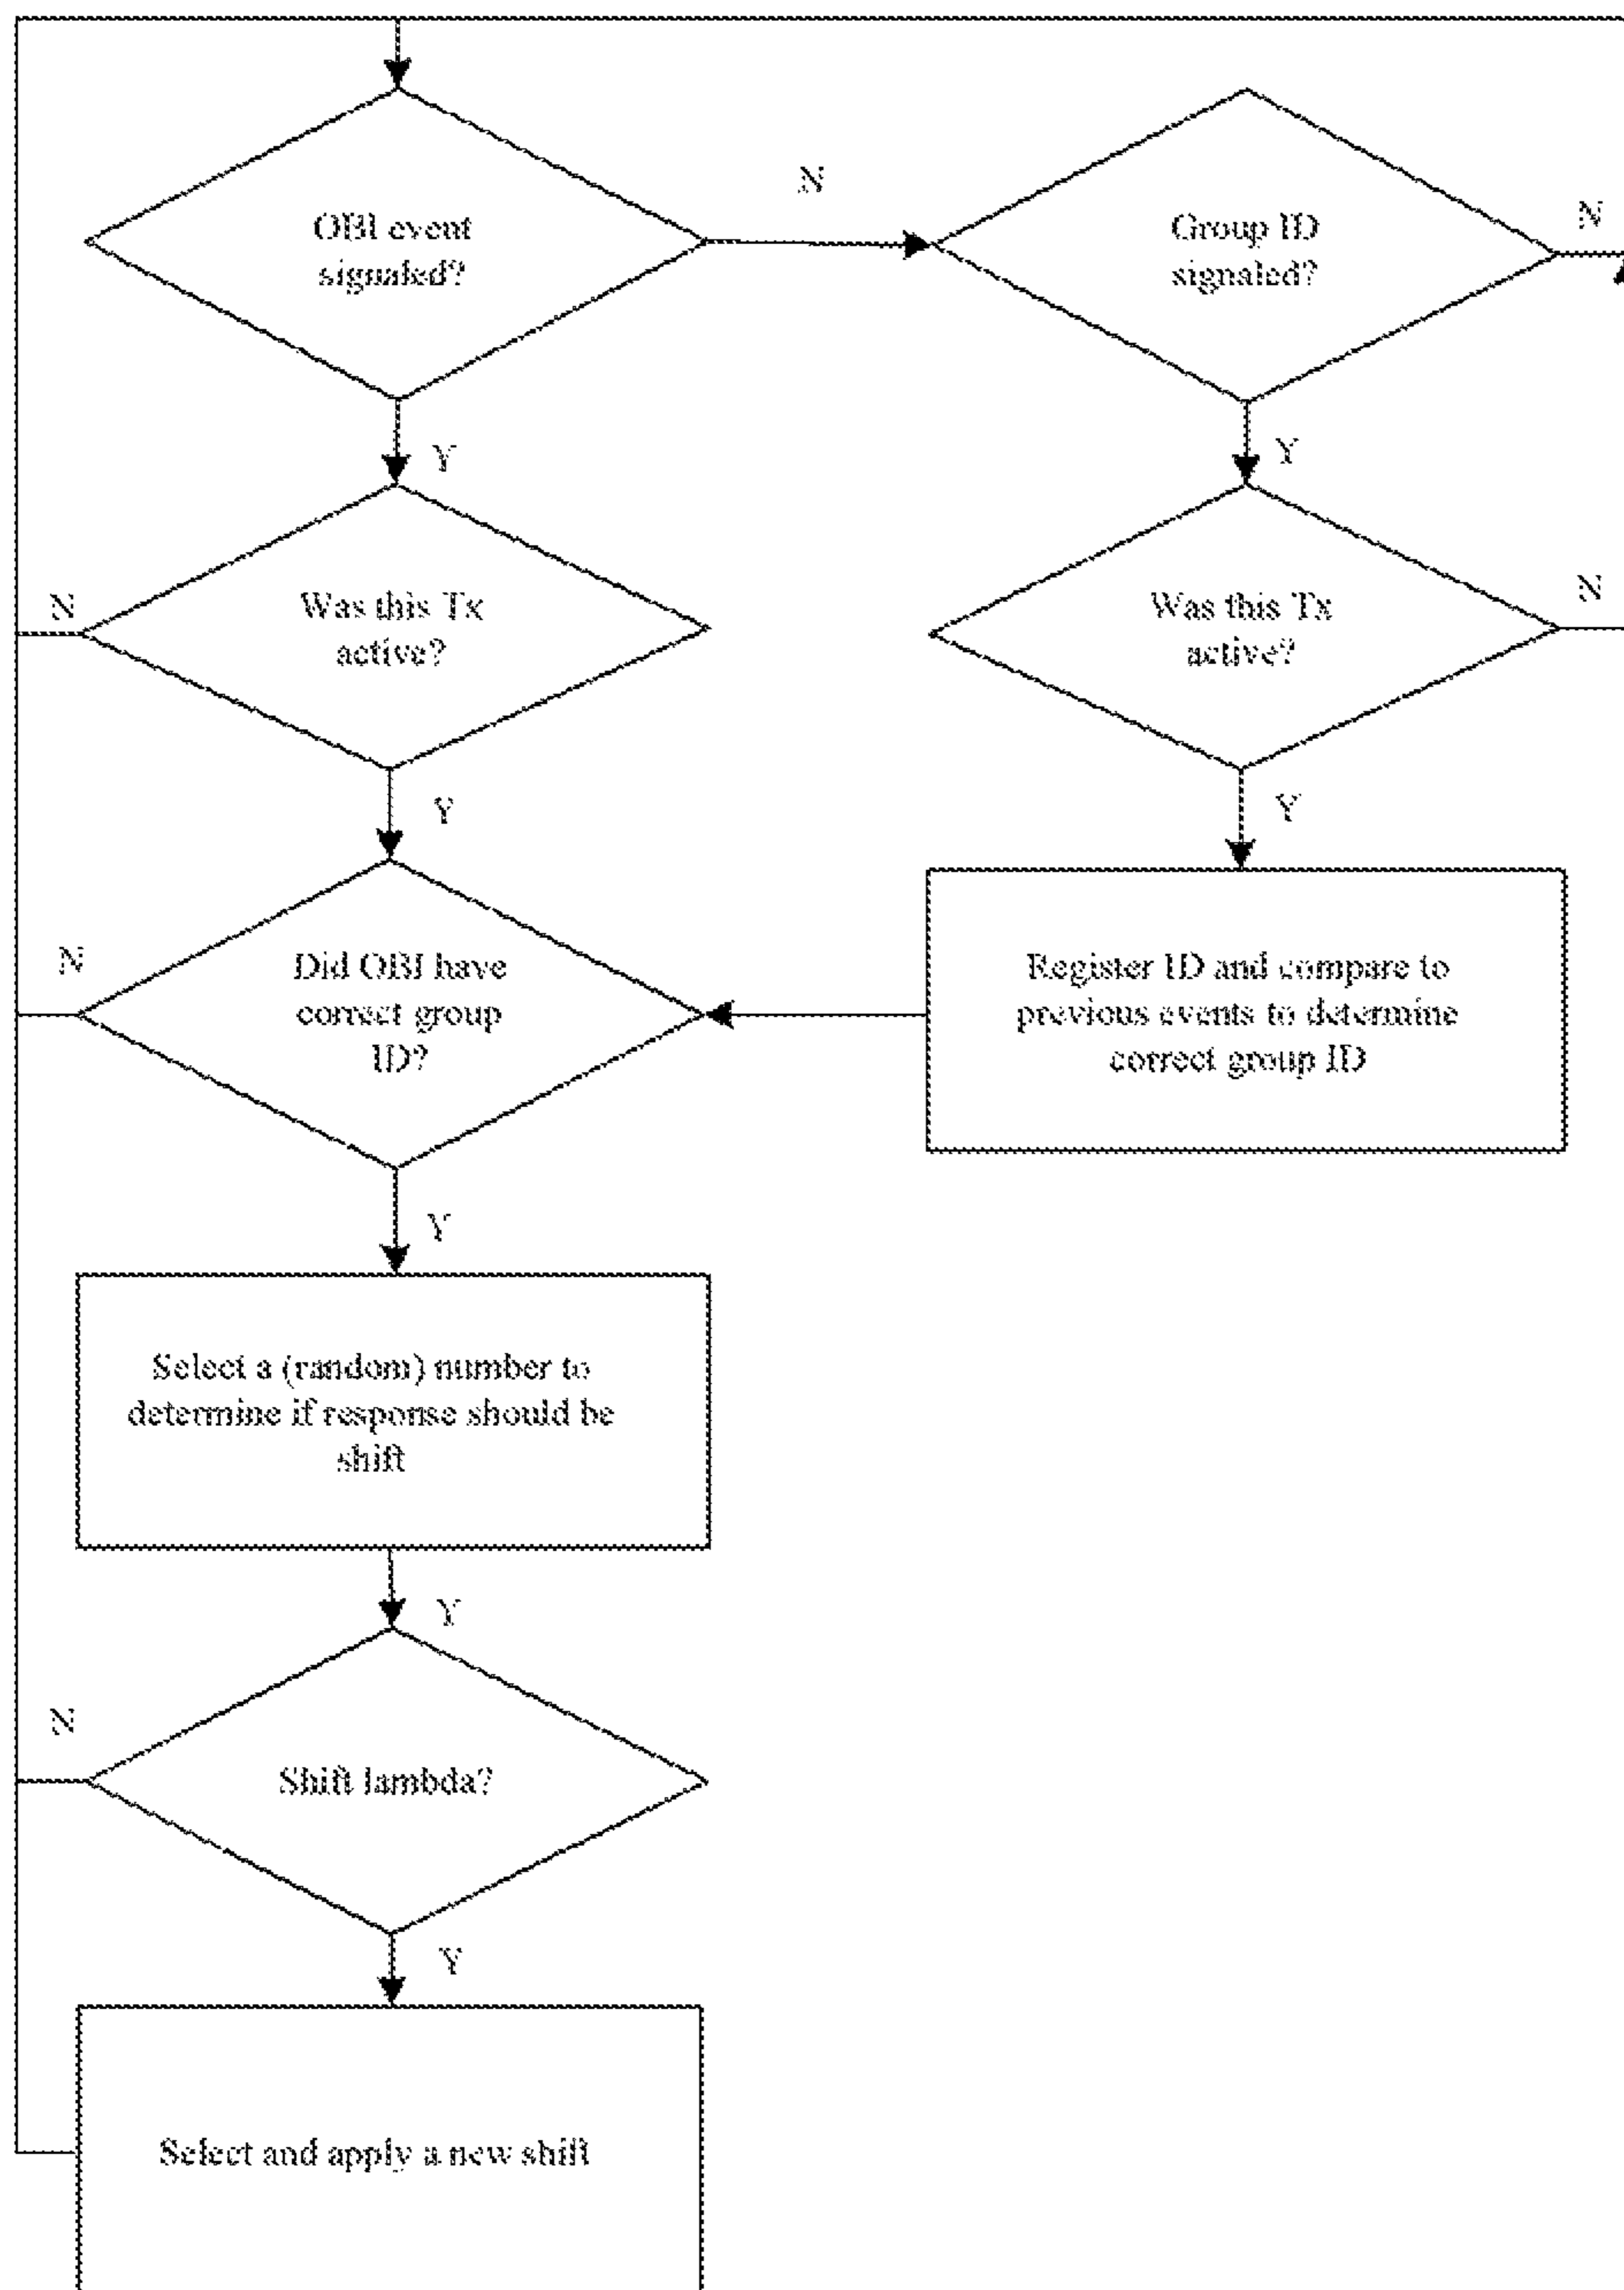 OBI event
signaled?
N
Group ID
signaled?
N
Y
Y
N
Was this Tx
active?
Was this Tx
active?
N
Y
Y
N
Did OBI have
correct group
ID?
Register ID and compare to
previous events to determine
correct group ID
Y
Select a (random) number to
determine if response should be
shift
Y
N
Shift lambda?
Y
Select and apply a new shift